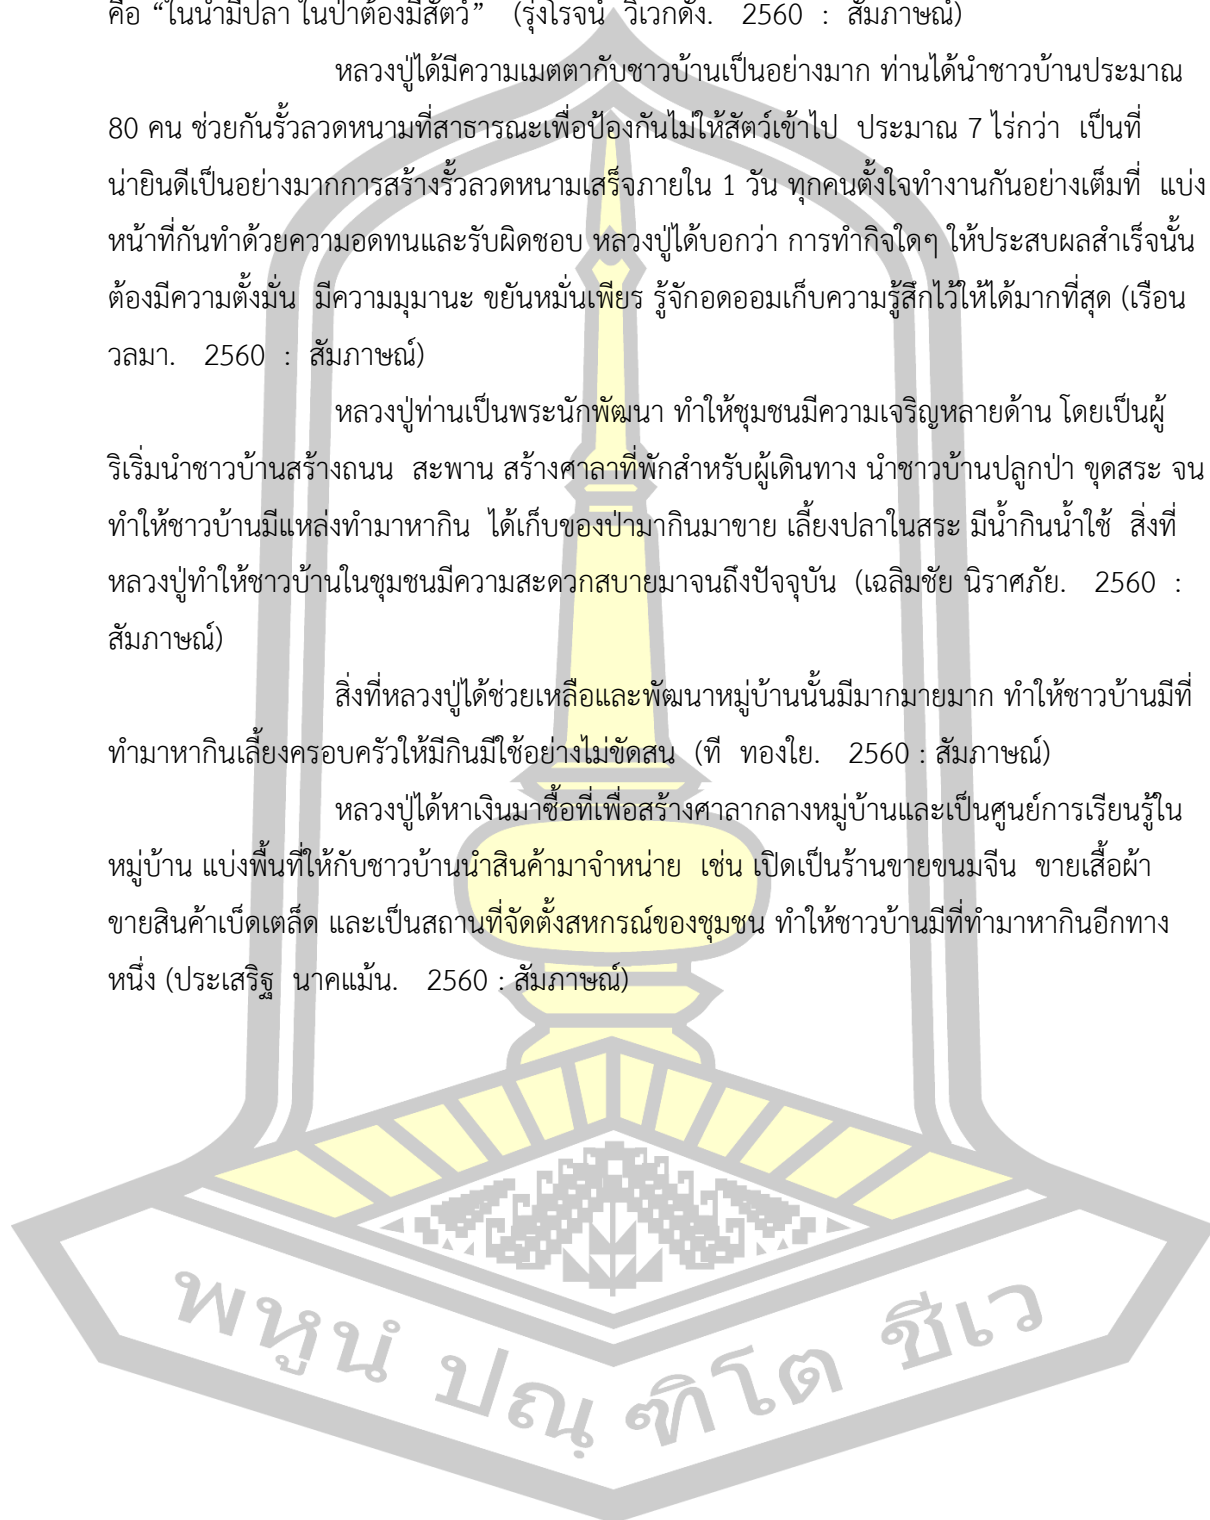 คือ “ในน้ำมีปลา ในป่าต้องมีสัตว์” (รุ่งโรจน์ วิเวกดัง. 2560 : สัมภาษณ์)
หลวงปู่ได้มีความเมตตากับชาวบ้านเป็นอย่างมาก ท่านได้นำชาวบ้านประมาณ
80 คน ช่วยกันรั้วลวดหนามที่สาธารณะเพื่อป้องกันไม่ให้สัตว์เข้าไป ประมาณ 7 ไร่กว่า เป็นที่
น่ายินดีเป็นอย่างมากการสร้างรั้วลวดหนามเสร็จภายใน 1 วัน ทุกคนตั้งใจทำงานกันอย่างเต็มที่ แบ่ง
หน้าที่กันทำด้วยความอดทนและรับผิดชอบ หลวงปู่ได้บอกว่า การทำกิจใดๆ ให้ประสบผลสำเร็จนั้น
ต้องมีความตั้งมั่น มีความมุมานะ ขยันหมั่นเพียร รู้จักอดออมเก็บความรู้สึกไว้ให้ได้มากที่สุด (เรือน
วลมา. 2560 : สัมภาษณ์)
หลวงปู่ท่านเป็นพระนักพัฒนา ทำให้ชุมชนมีความเจริญหลายด้าน โดยเป็นผู้
ริเริ่มนำชาวบ้านสร้างถนน สะพาน สร้างศาลาที่พักสำหรับผู้เดินทาง นำชาวบ้านปลูกป่า ขุดสระ จน
ทำให้ชาวบ้านมีแหล่งทำมาหากิน ได้เก็บของป่ามากินมาขาย เลี้ยงปลาในสระ มีน้ำกินน้ำใช้ สิ่งที่
หลวงปู่ทำให้ชาวบ้านในชุมชนมีความสะดวกสบายมาจนถึงปัจจุบัน (เฉลิมชัย นิราศภัย. 2560 :
สัมภาษณ์)
สิ่งที่หลวงปู่ได้ช่วยเหลือและพัฒนาหมู่บ้านนั้นมีมากมายมาก ทำให้ชาวบ้านมีที่
ทำมาหากินเลี้ยงครอบครัวให้มีกินมีใช้อย่างไม่ขัดสน (ที ทองใย. 2560 : สัมภาษณ์)
หลวงปู่ได้หาเงินมาซื้อที่เพื่อสร้างศาลากลางหมู่บ้านและเป็นศูนย์การเรียนรู้ใน
หมู่บ้าน แบ่งพื้นที่ให้กับชาวบ้านนำสินค้ามาจำหน่าย เช่น เปิดเป็นร้านขายขนมจีน ขายเสื้อผ้า
ขายสินค้าเบ็ดเตล็ด และเป็นสถานที่จัดตั้งสหกรณ์ของชุมชน ทำให้ชาวบ้านมีที่ทำมาหากินอีกทาง
หนึ่ง (ประเสริฐ นาคแม้น. 2560 : สัมภาษณ์)
พหูนํ ปณฺฑิโต ชีเว